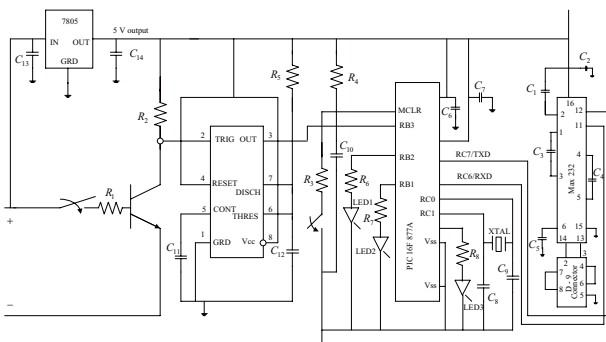 7805
IN OUT
GRD
5 V output
C13
C14
R2
R1
+
−
2 TRIG OUT 3
4 RESET
DISCH 7
5 CONT
THRES 6
1 GRD
Vcc 8
C11
C12
R5
R4
C10
R3
R6
LED1
R7
LED2
MCLR
RB3
RB2
RB1
RC0
RC1
Vss
Vss
PIC 16F 877A
C6
C7
RC7/TXD
RC6/RXD
XTAL
R8
LED3
C8
C9
C2
C1
C3
C4
C5
16
2
12
11
1
4
3
5
6
15
14 13
Max 232
3
7
4
8
6
5
D - 9
Connector